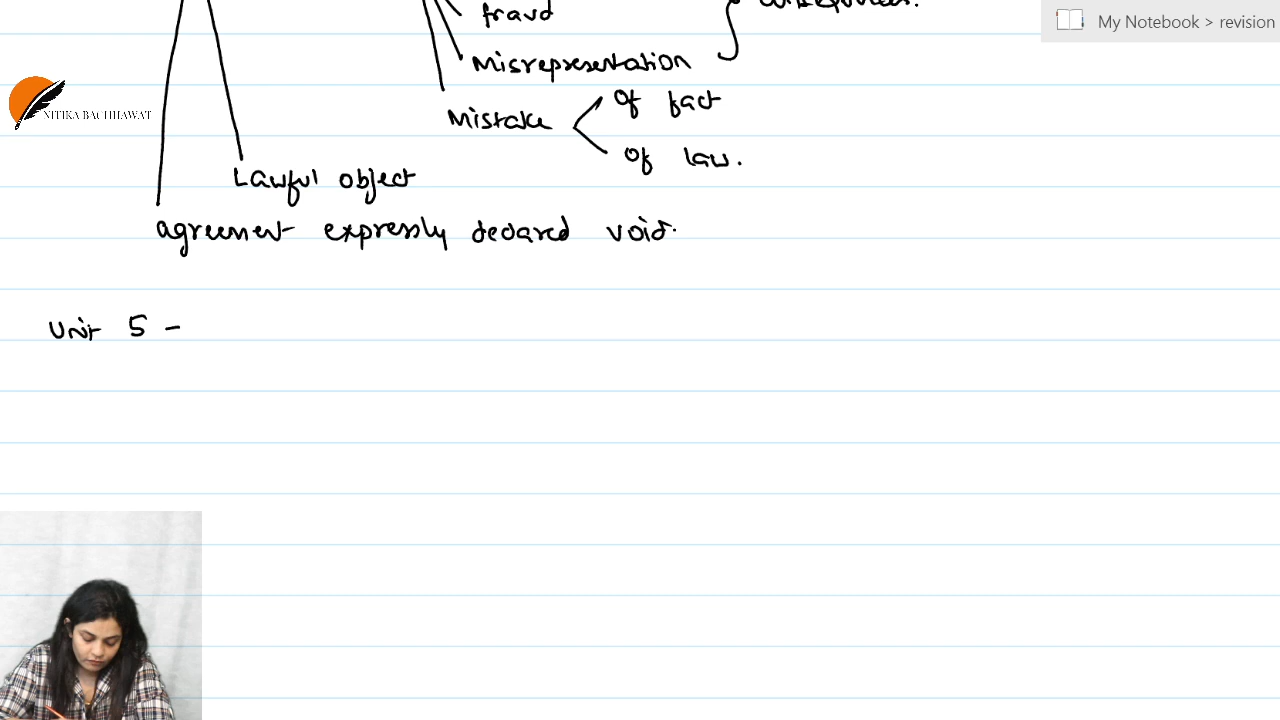 fraud
My Notebook > revision
Misrepresentation
Mistake
Of fact
NITIKA BACHHAWAT
Of law.
Lawful object
agreement expressly declared void.
Unit 5 -